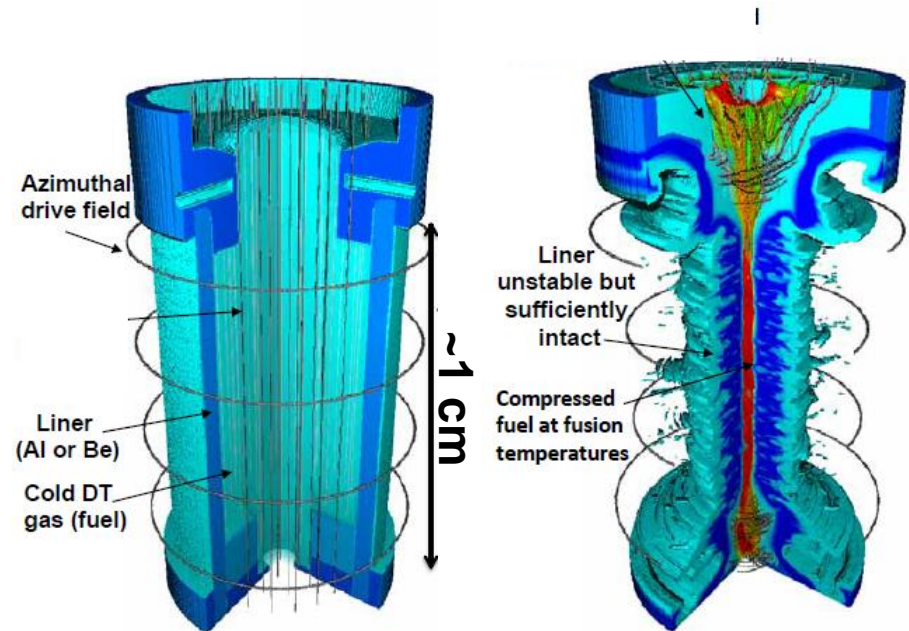 Azimuthal
drive field
Liner
(Al or Be)
Cold DT
gas (fuel)
~1 cm
I
Liner
unstable but
sufficiently
intact
Compressed
fuel at fusion
temperatures